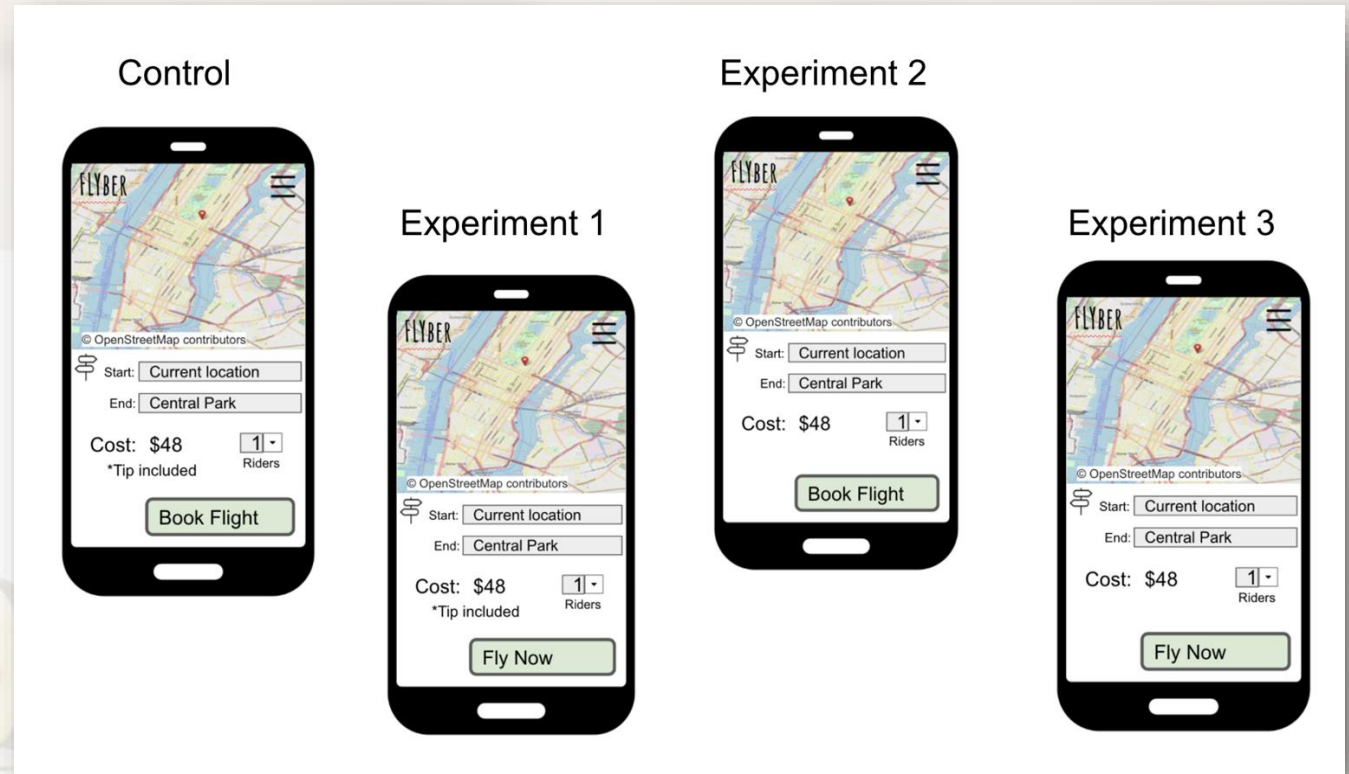 Control
FLYBER
© OpenStreetMap contributors
Start: Current location
End: Central Park
Cost: $48
1
*Tip included
Riders
Book Flight
Experiment 1
FLYBER
© OpenStreetMap contributors
Start: Current location
End: Central Park
Cost: $48
1
*Tip included
Riders
Fly Now
Experiment 2
FLYBER
© OpenStreetMap contributors
Start: Current location
End: Central Park
Cost: $48
1
Riders
Book Flight
Experiment 3
FLYBER
© OpenStreetMap contributors
Start: Current location
End: Central Park
Cost: $48
1
Riders
Fly Now